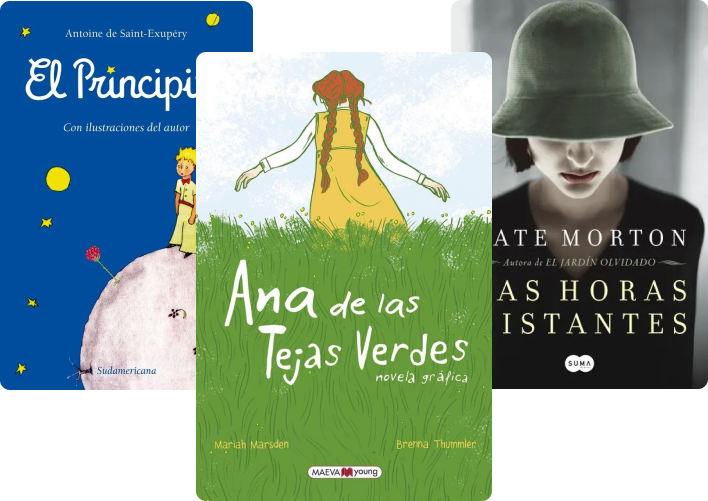 Antoine de Saint-Exupéry
El Principi
Con ilustraciones del autor
Sudamericana
Ana de las
Tejas Verdes
novela gráfica
Mariah Marsden
Brenna Thummler
MAEVA young
ATE MORTON
Autora de EL JARDÍN OLVIDADO
AS HORAS
ISTANTES
SUMA